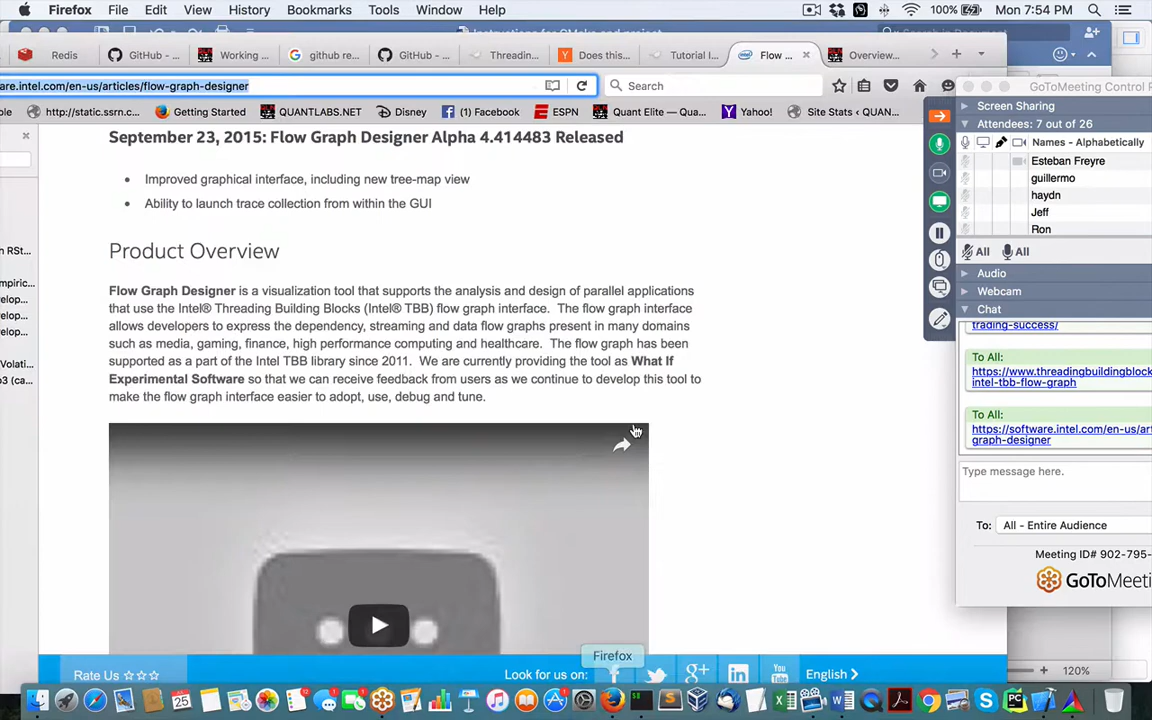 Firefox File Edit View History Bookmarks Tools Window Help 100% Mon 7:54 PM
Redis GitHub - ... Working ... github re... GitHub - ... Threadin... Does this... Tutorial I... Flow ... Overview...
are.intel.com/en-us/articles/flow-graph-designer Search
http://static.ssrn.c... Getting Started QUANTLABS.NET Disney (1) Facebook ESPN Quant Elite – Qua... Yahoo! Site Stats ‹ QUAN...
GoToMeeting Control P
Screen Sharing
Attendees: 7 out of 26
Names - Alphabetically
Esteban Freyre
guillermo
haydn
Jeff
Ron
All All
Audio
Webcam
Chat
trading-success/
To All:
https://www.threadingbuildingblock
intel-tbb-flow-graph
To All:
https://software.intel.com/en-us/art
graph-designer
Type message here.
To: All - Entire Audience
Meeting ID# 902-795-
GoToMeeti
September 23, 2015: Flow Graph Designer Alpha 4.414483 Released
• Improved graphical interface, including new tree-map view
• Ability to launch trace collection from within the GUI
Product Overview
Flow Graph Designer is a visualization tool that supports the analysis and design of parallel applications
that use the Intel® Threading Building Blocks (Intel® TBB) flow graph interface. The flow graph interface
allows developers to express the dependency, streaming and data flow graphs present in many domains
such as media, gaming, finance, high performance computing and healthcare. The flow graph has been
supported as a part of the Intel TBB library since 2011. We are currently providing the tool as What If
Experimental Software so that we can receive feedback from users as we continue to develop this tool to
make the flow graph interface easier to adopt, use, debug and tune.
n RSt...
empiric...
evelop...
evelop...
evelop...
Volati...
p3 (ca...
Firefox
Rate Us Look for us on: You Tube English
120%